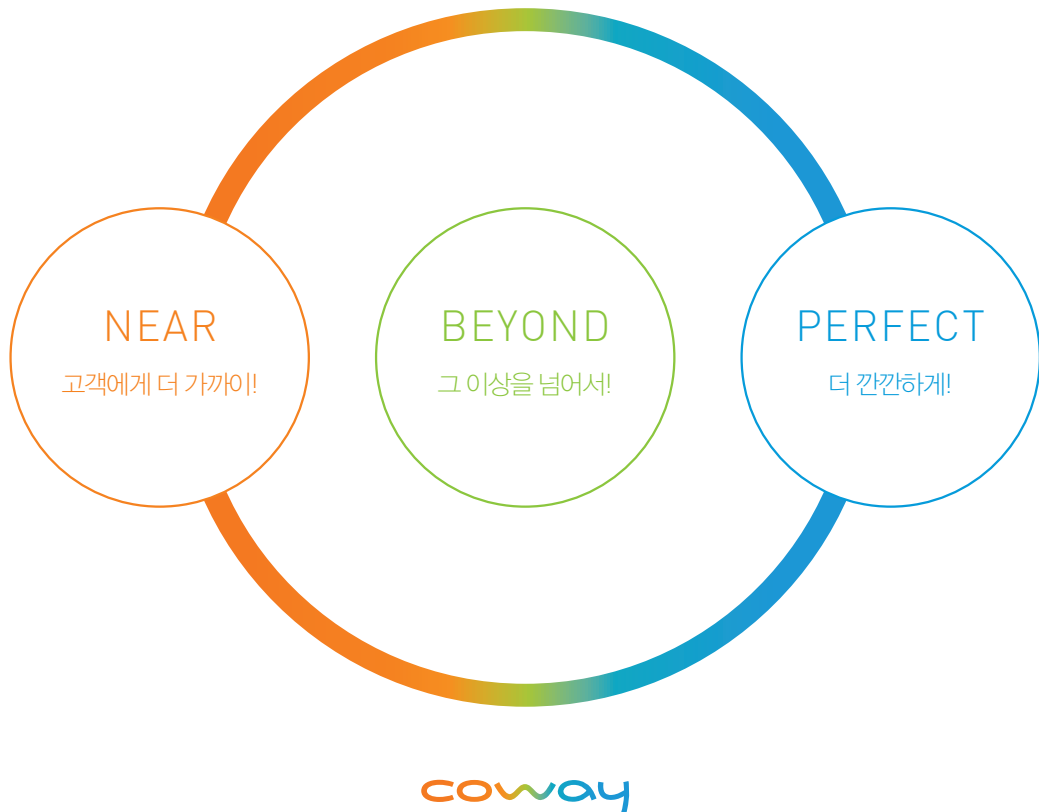 NEAR
고객에게 더 가까이!
BEYOND
그 이상을 넘어서!
PERFECT
더 깐깐하게!
coway